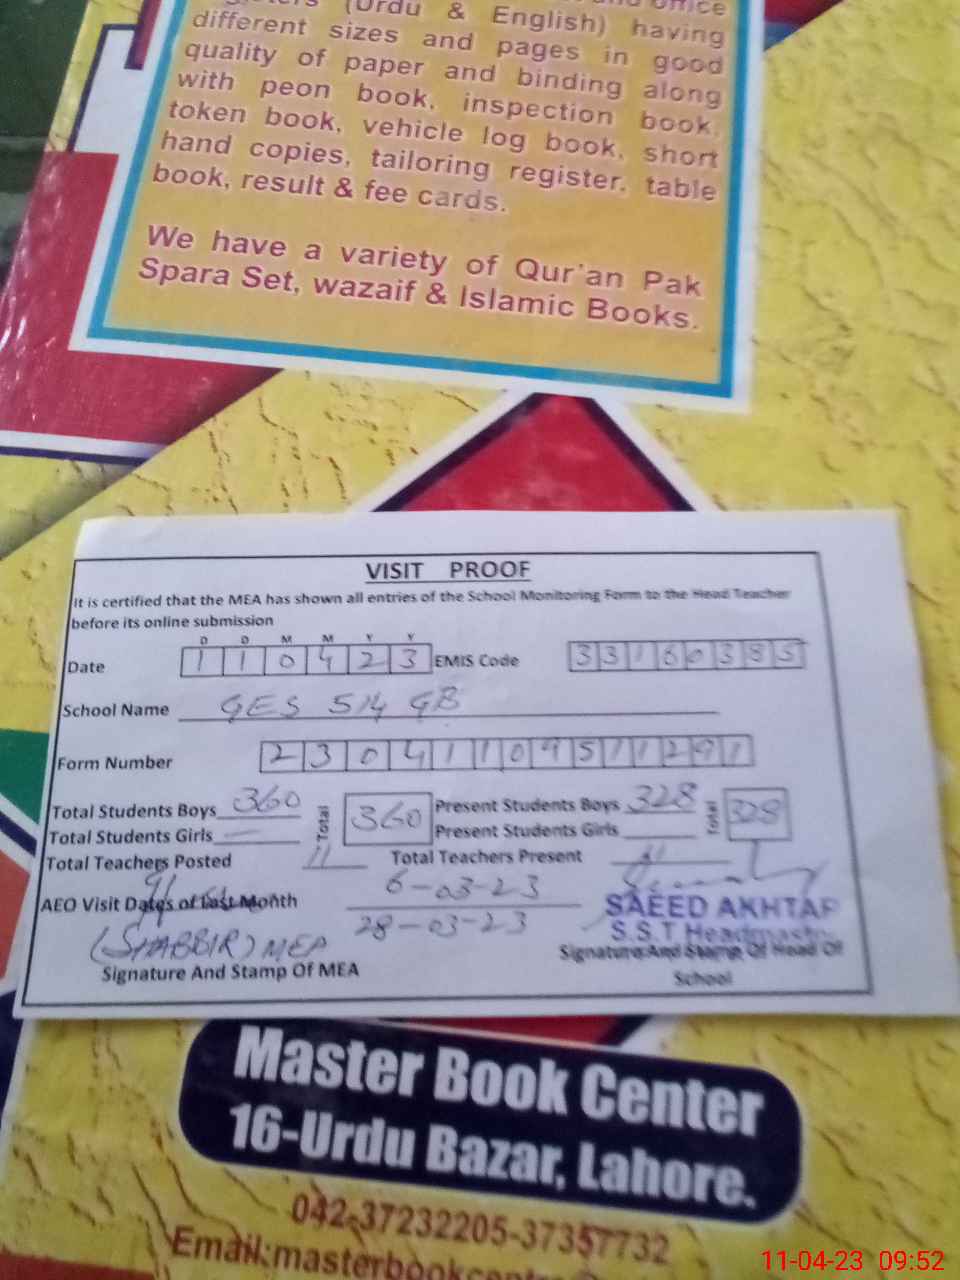 (Urdu & English) having
different sizes and pages in good
quality of paper and binding along
with peon book, inspection book,
token book, vehicle log book, short
hand copies, tailoring register, table
book, result & fee cards.
We have a variety of Qur'an Pak
Spara Set, wazaif & Islamic Books.
VISIT PROOF
It is certified that the MEA has shown all entries of the School Monitoring Form to the Head Teacher
before its online submission
D D M M Y Y
Date 1 1 0 4 2 3 EMIS Code 3 3 1 6 0 3 8 5
School Name GES 514 GB
Form Number 2 3 0 4 1 1 0 9 5 1 1 2 9 1
Total Students Boys 360 Total 360 Present Students Boys 328 Total 328
Total Students Girls Present Students Girls
Total Teachers Posted 11 Total Teachers Present 11
AEO Visit Dates of Last Month 6-03-23
28-03-23
SAEED AKHTAR
S.S.T Headmaster
(SHABBIR) MEA
Signature And Stamp Of MEA
Signature And Stamp Of Head Of
School
Master Book Center
16-Urdu Bazar, Lahore.
042-37232205-37357732
Email:masterbookcent
11-04-23 09:52